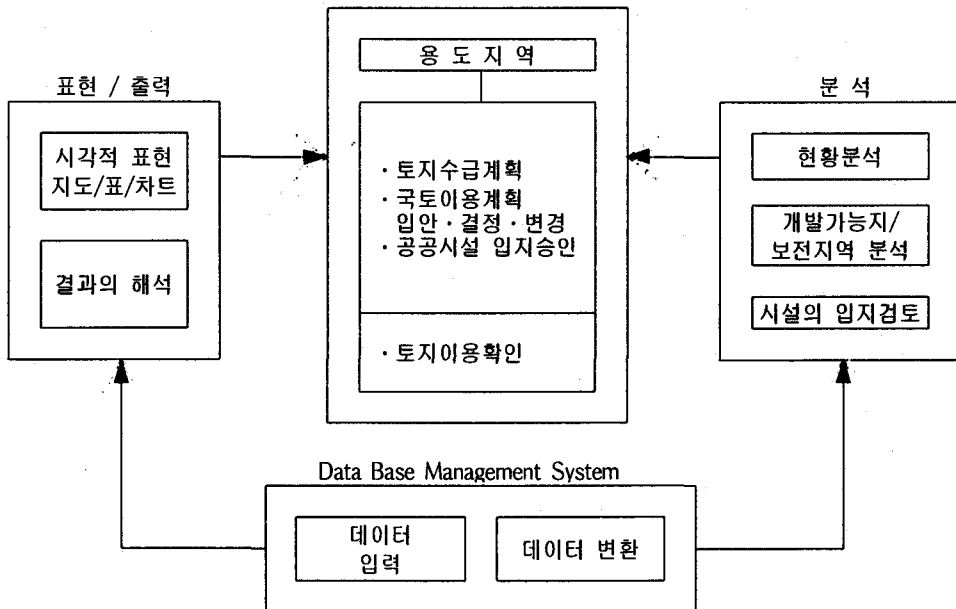 용 도 지 역
표현 / 출력
시각적 표현
지도/표/차트
결과의 해석
· 토지수급계획
· 국토이용계획
입안 · 결정 · 변경
· 공공시설 입지승인
· 토지이용확인
분 석
현황분석
개발가능지/
보전지역 분석
시설의 입지검토
Data Base Management System
데이터
입력
데이터 변환